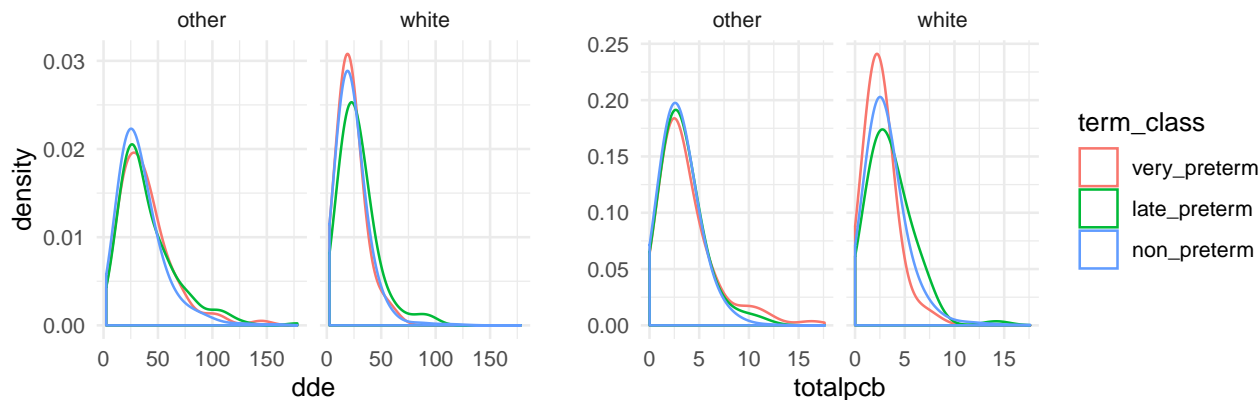 other
white
other
white
0.00
0.01
0.02
0.03
density
0
50
100
150
0
50
100
150
dde
0.00
0.05
0.10
0.15
0.20
0.25
0
5
10
15
0
5
10
15
totalpcb
term_class
very_preterm
late_preterm
non_preterm